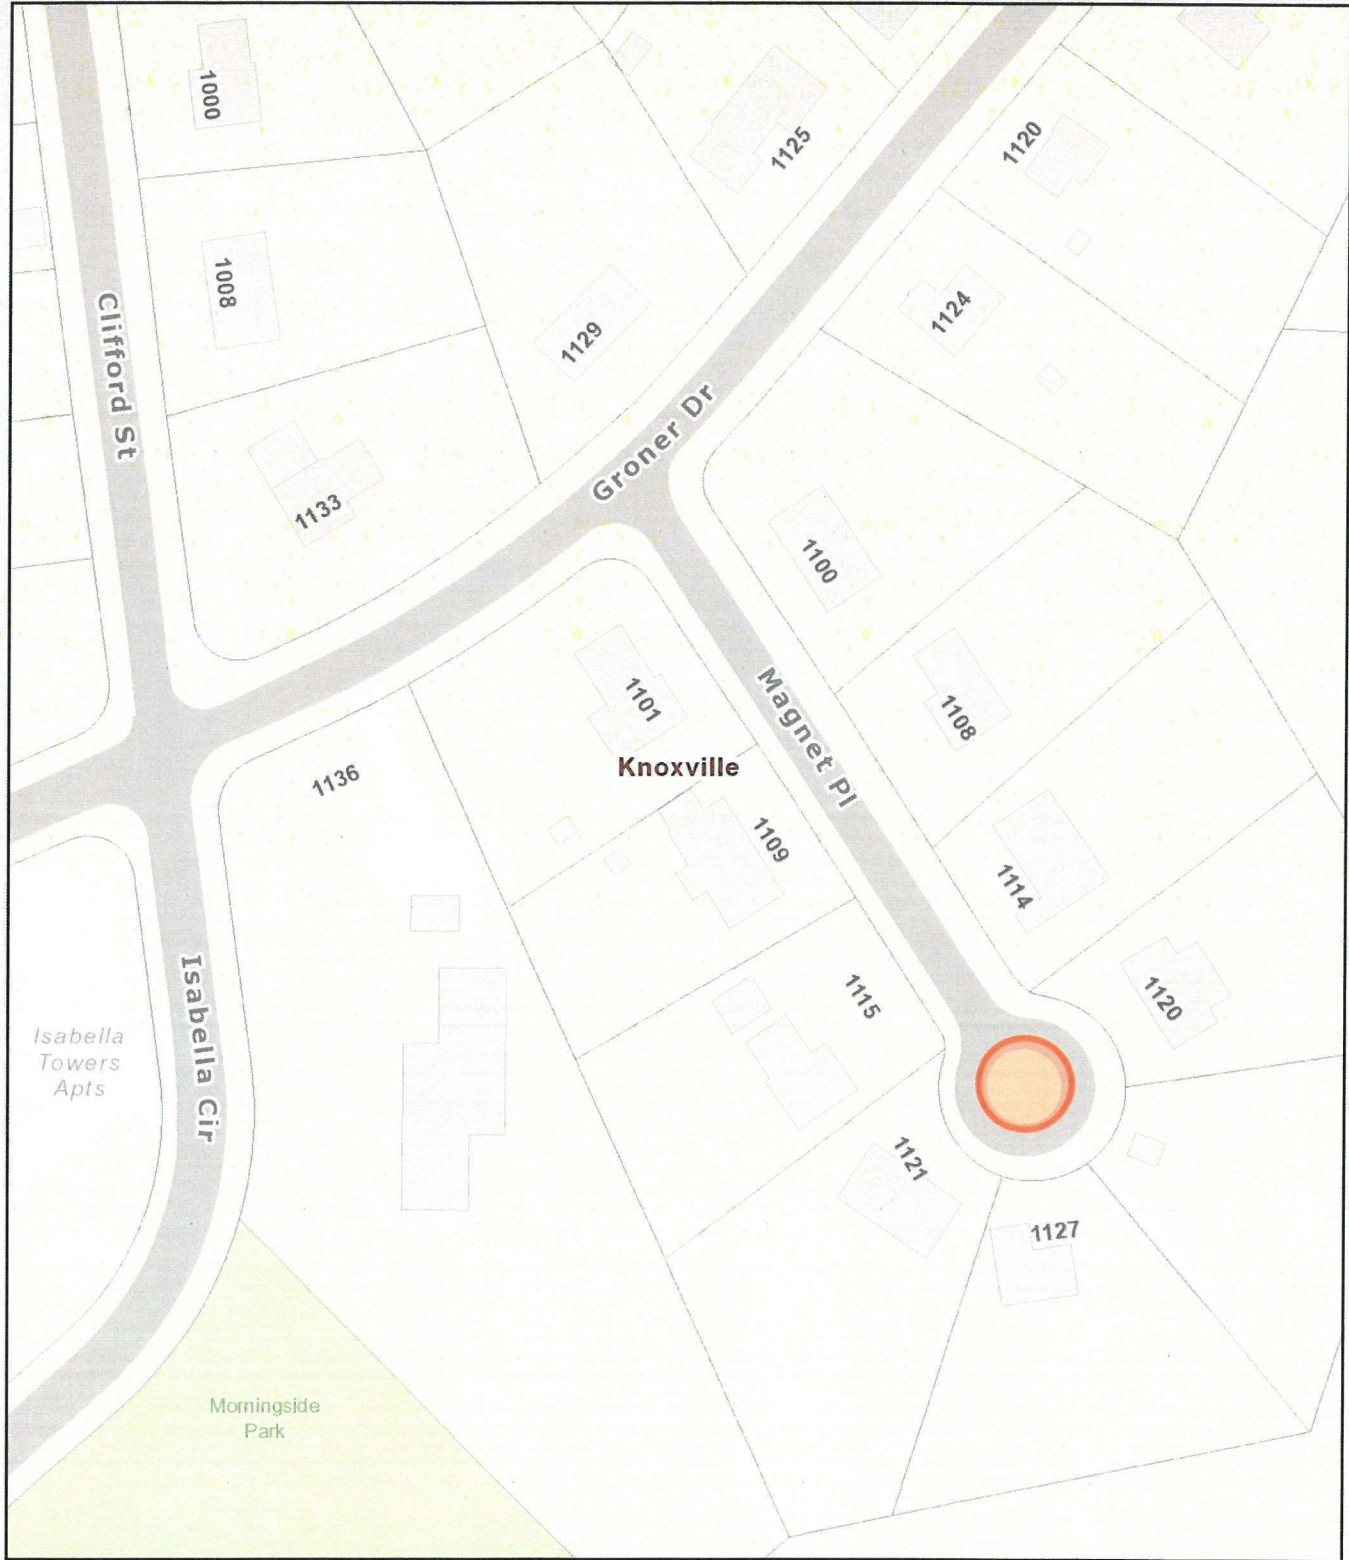 1000
1125
1120
1008
1124
1129
Clifford St
Groner Dr
1133
1100
1101
Magnet Pl
1108
Knoxville
1136
1109
1114
Isabella Cir
1115
1120
Isabella
Towers
Apts
1121
1127
Morningside
Park